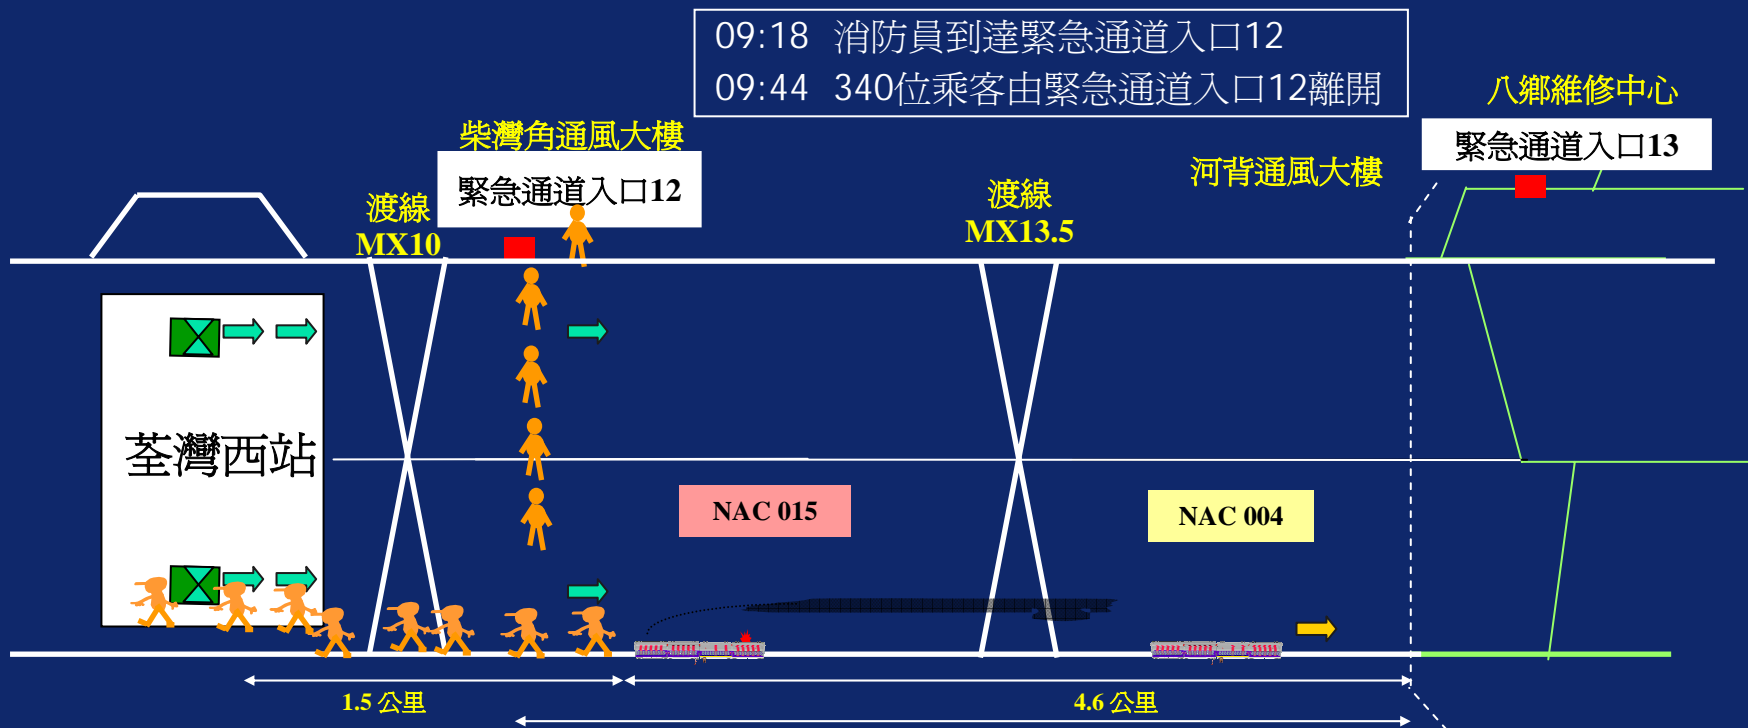 09:18 消防員到達緊急通道入口12
09:44 340位乘客由緊急通道入口12離開
八鄉維修中心
緊急通道入口13
柴灣角通風大樓
緊急通道入口12
河背通風大樓
渡線
MX10
渡線
MX13.5
荃灣西站
NAC 015
NAC 004
1.5 公里
4.6 公里